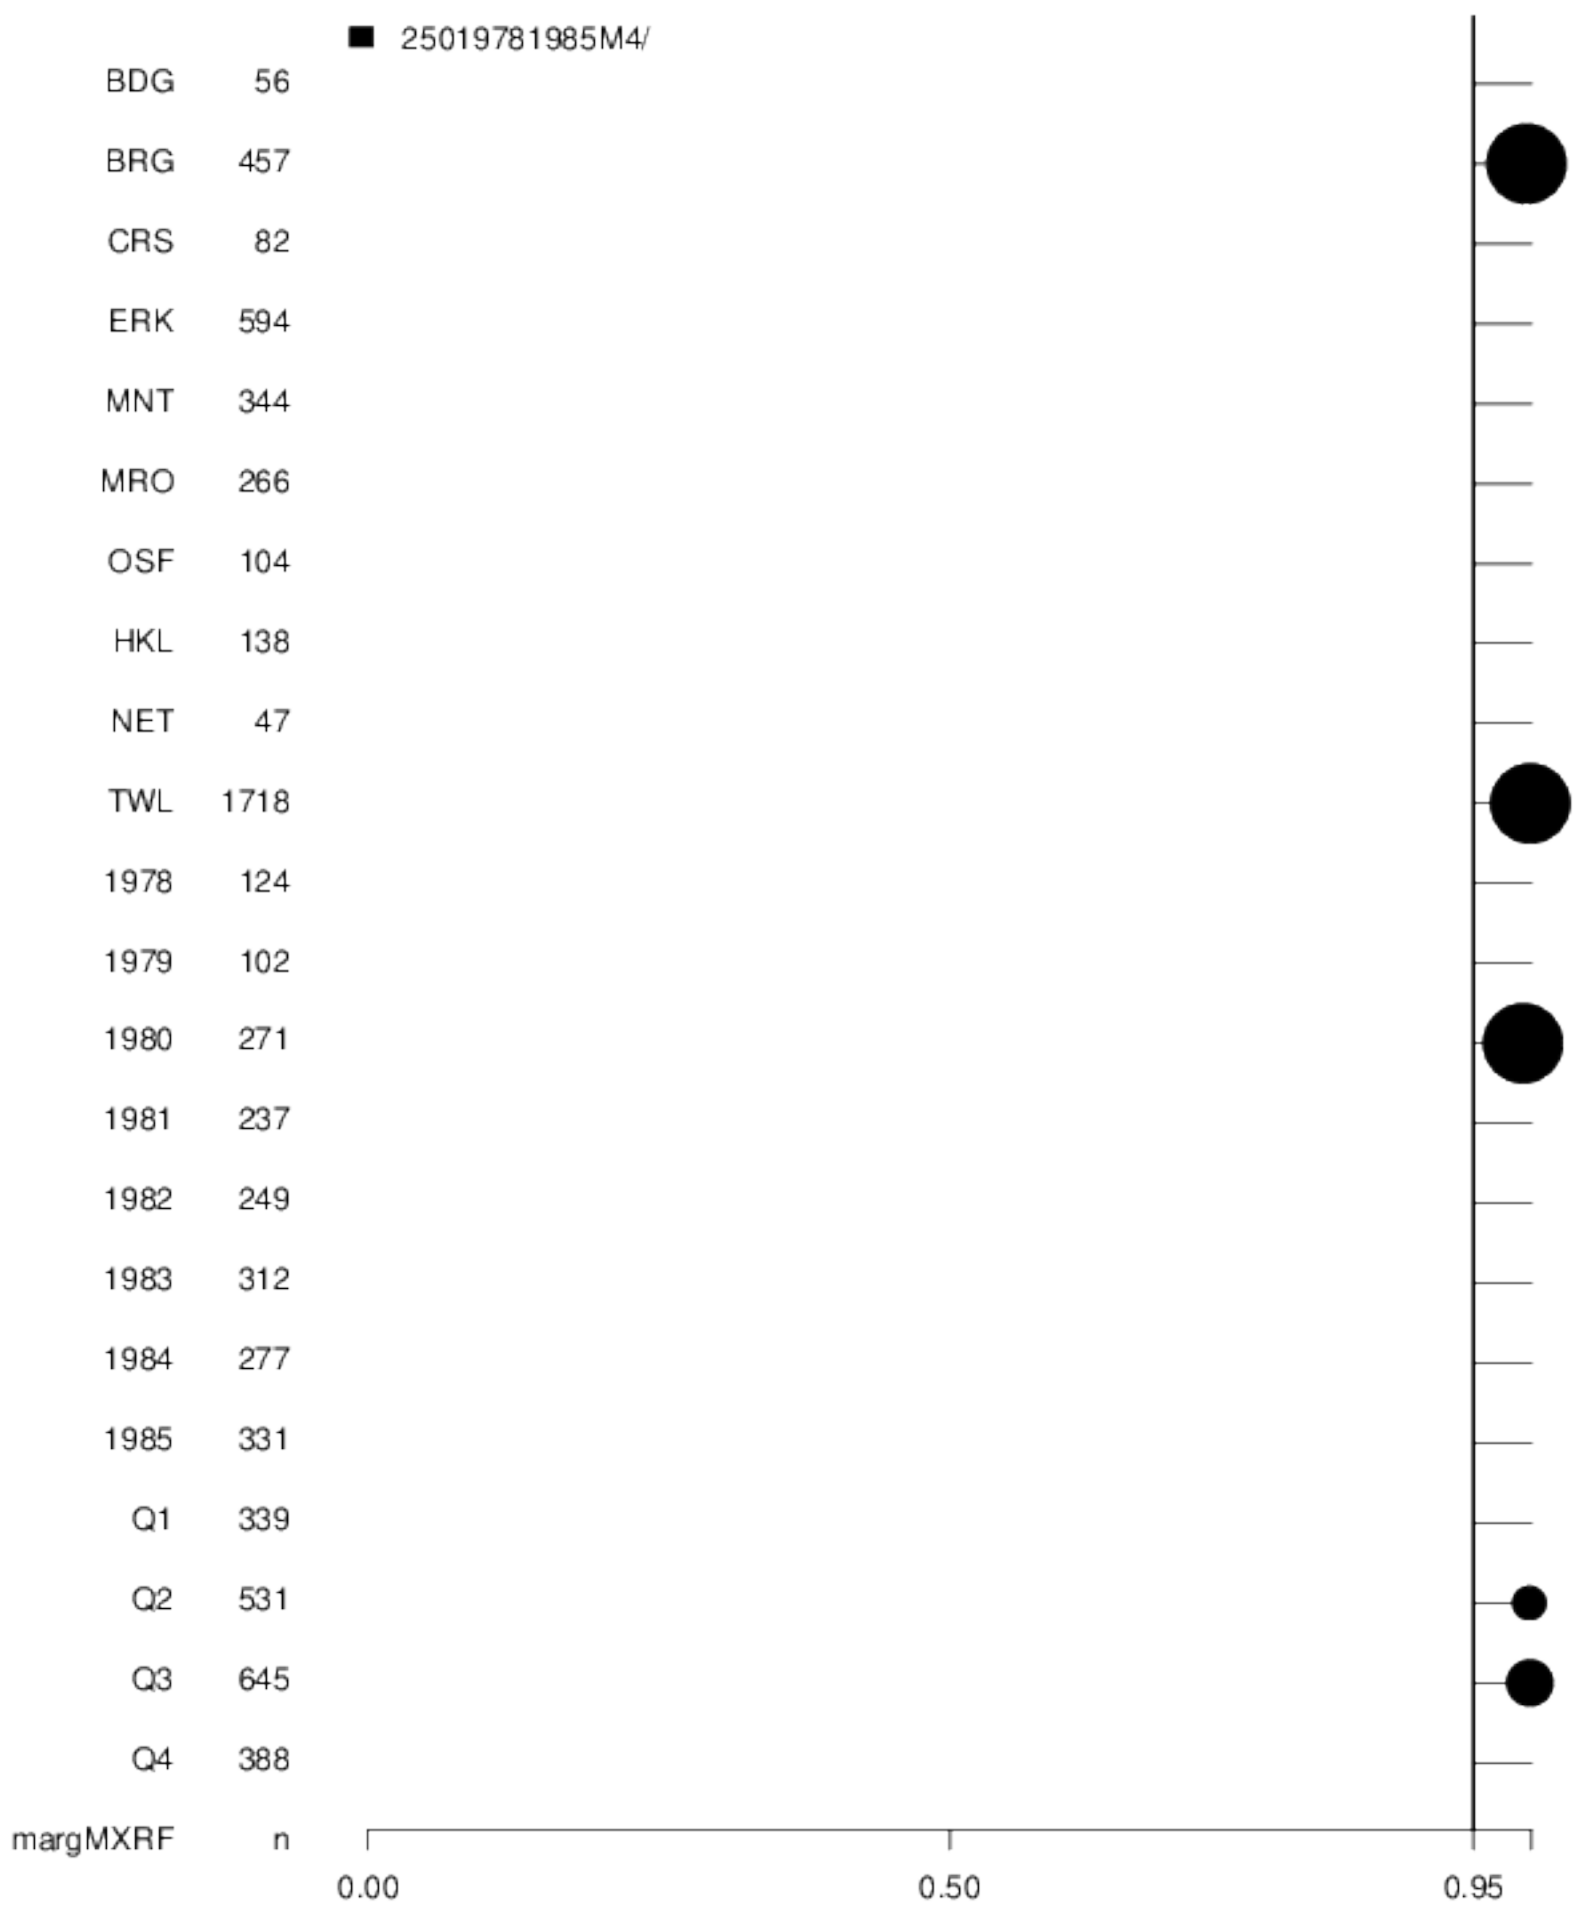 25019781985M4/
BDG 56
BRG 457
CRS 82
ERK 594
MNT 344
MRO 266
OSF 104
HKL 138
NET 47
TWL 1718
1978 124
1979 102
1980 271
1981 237
1982 249
1983 312
1984 277
1985 331
Q1 339
Q2 531
Q3 645
Q4 388
margMXRF n
0.00 0.50 0.95